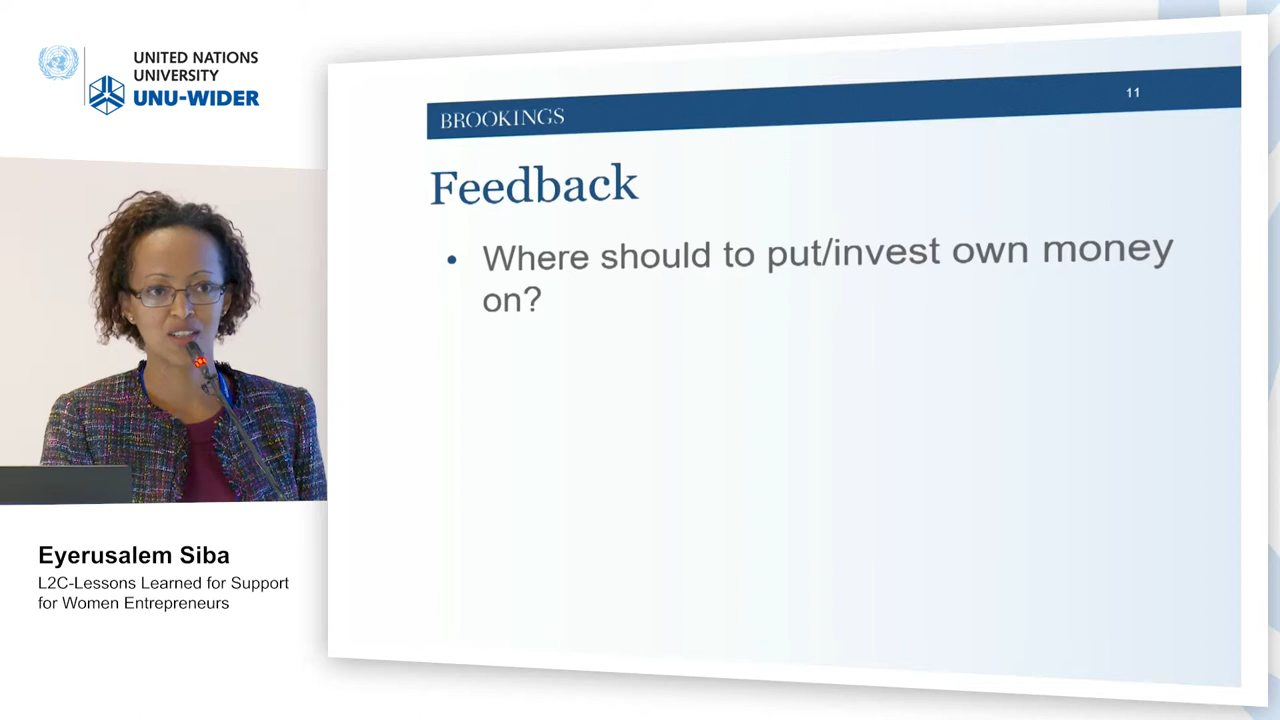 UNITED NATIONS
UNIVERSITY
UNU-WIDER
BROOKINGS
11
Feedback
• Where should to put/invest own money
on?
Eyerusalem Siba
L2C-Lessons Learned for Support
for Women Entrepreneurs